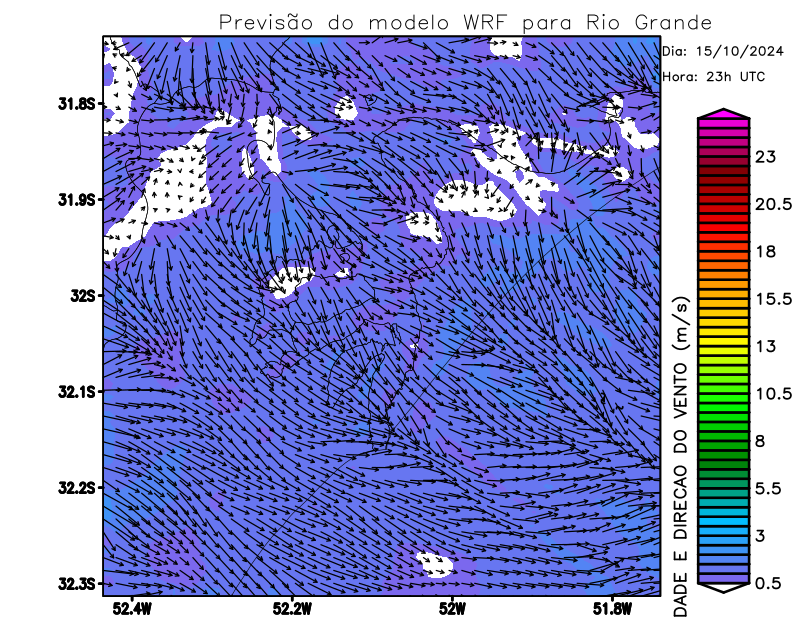 Previsão do modelo WRF para Rio Grande
Dia: 15/10/2024
Hora: 23h UTC
31.8S
31.9S
32S
32.1S
32.2S
32.3S
52.4W
52.2W
52W
51.8W
DADE E DIRECAO DO VENTO (m/s)
23
20.5
18
15.5
13
10.5
8
5.5
3
0.5